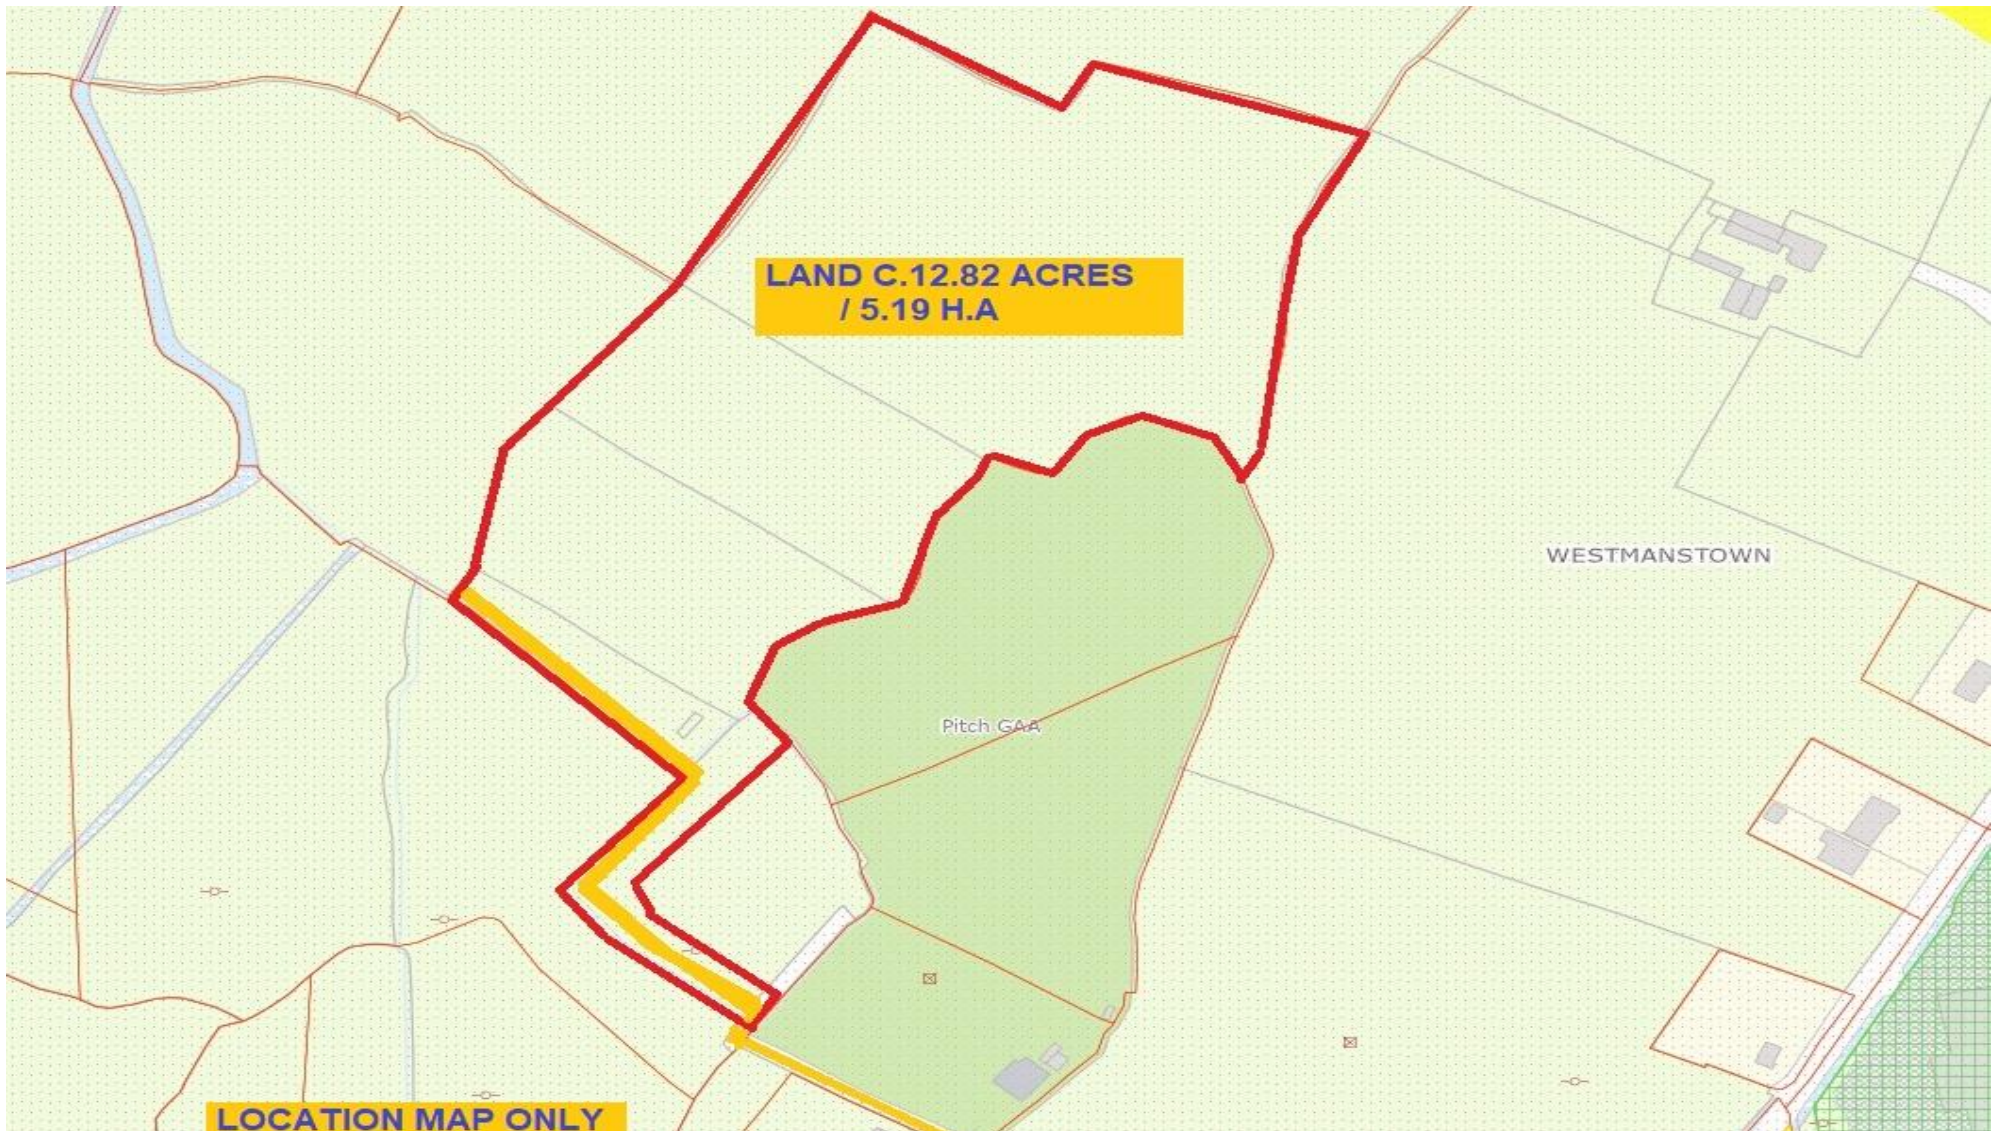 LAND C.12.82 ACRES
/ 5.19 H.A
WESTMANSTOWN
Pitch GAA
LOCATION MAP ONLY